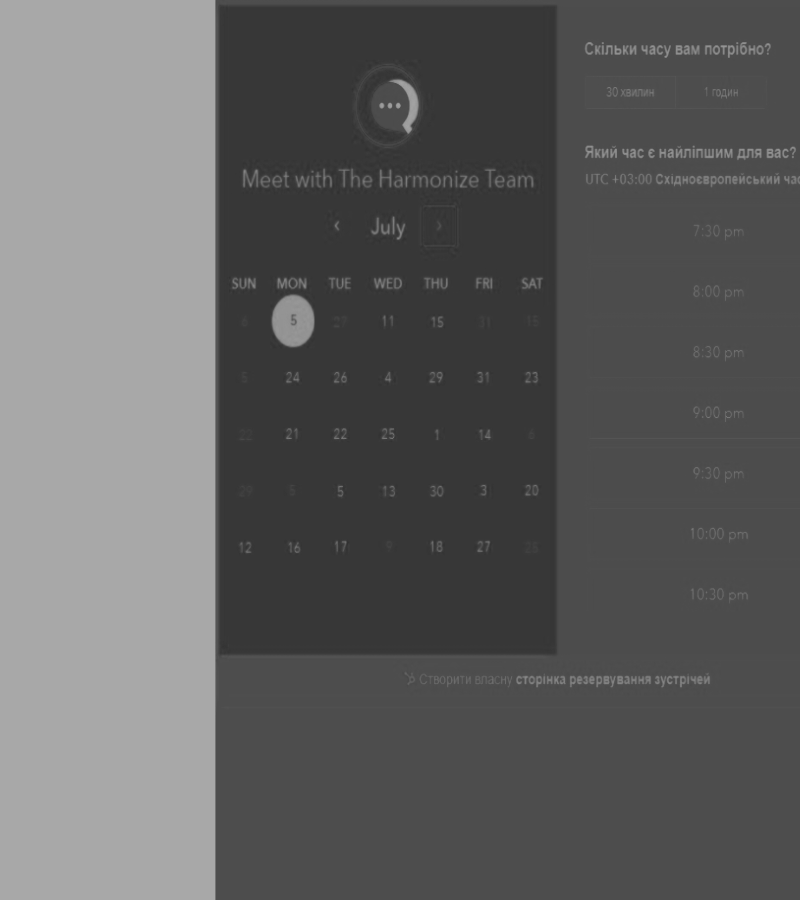 Meet with The Harmonize Team
July
SUN MON TUE WED THU FRI SAT
5 27 11 15 31
24 26 4 29 31 23
22 21 22 25 1 14
29 5 5 13 30 3 20
12 16 17 9 18 27 28
Скільки часу вам потрібно?
30 хвилин 1 годин
Який час є найліпшим для вас?
UTC +03:00 Східноєвропейський час
7:30 pm
8:00 pm
8:30 pm
9:00 pm
9:30 pm
10:00 pm
10:30 pm
Створити власну сторінка резервування зустрічей